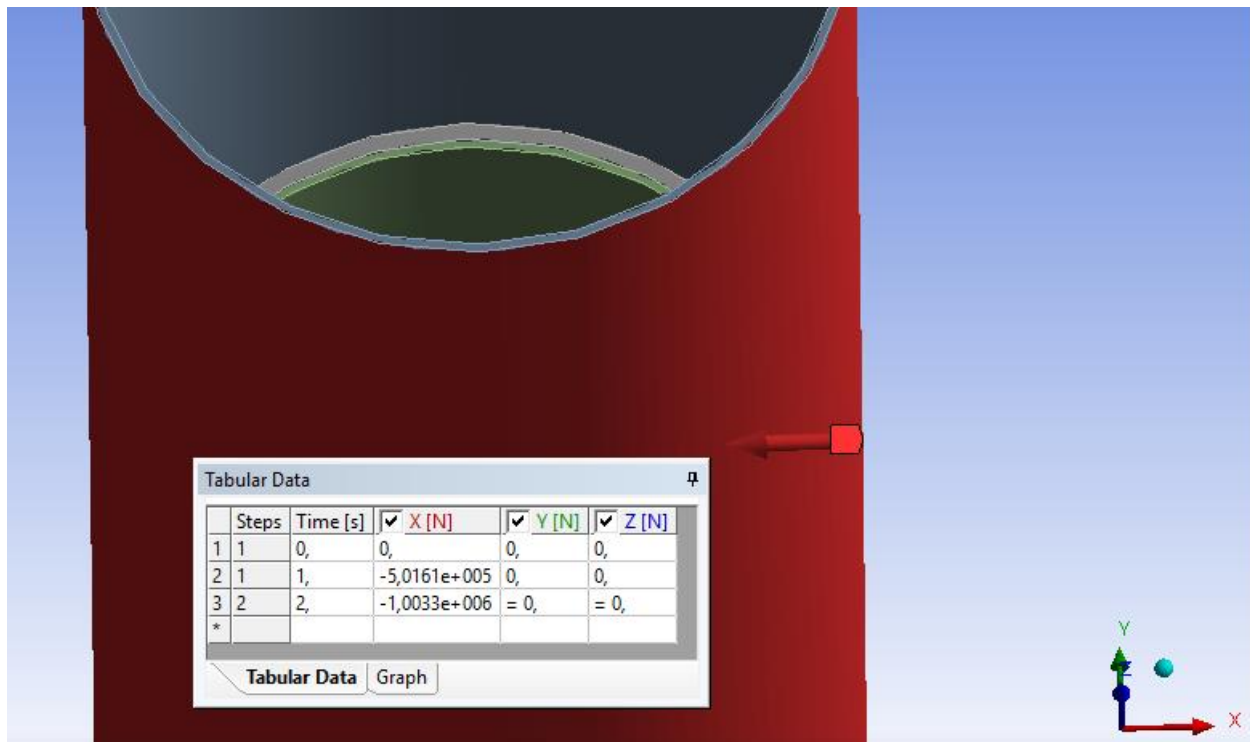 Tabular Data
Steps Time [s] X [N] Y [N] Z [N]
1 1 0, 0, 0, 0,
2 1 1, -5,0161e+005 0, 0,
3 2 2, -1,0033e+006 = 0, = 0,
*
Tabular Data Graph
Y
Z
X